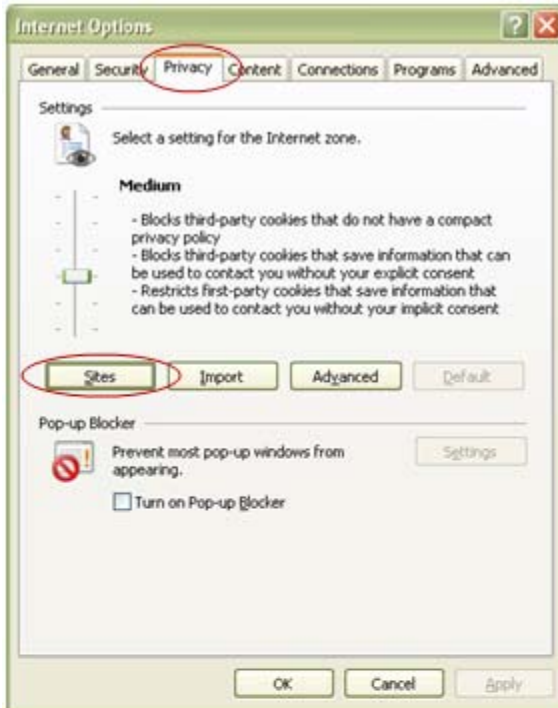 Internet Options
General Security Privacy Content Connections Programs Advanced
Settings
Select a setting for the Internet zone.
Medium
- Blocks third-party cookies that do not have a compact
privacy policy
- Blocks third-party cookies that save information that can
be used to contact you without your explicit consent
- Restricts first-party cookies that save information that
can be used to contact you without your implicit consent
Sites Import Advanced Default
Pop-up Blocker
Prevent most pop-up windows from
appearing.
Settings
Turn on Pop-up Blocker
OK Cancel Apply